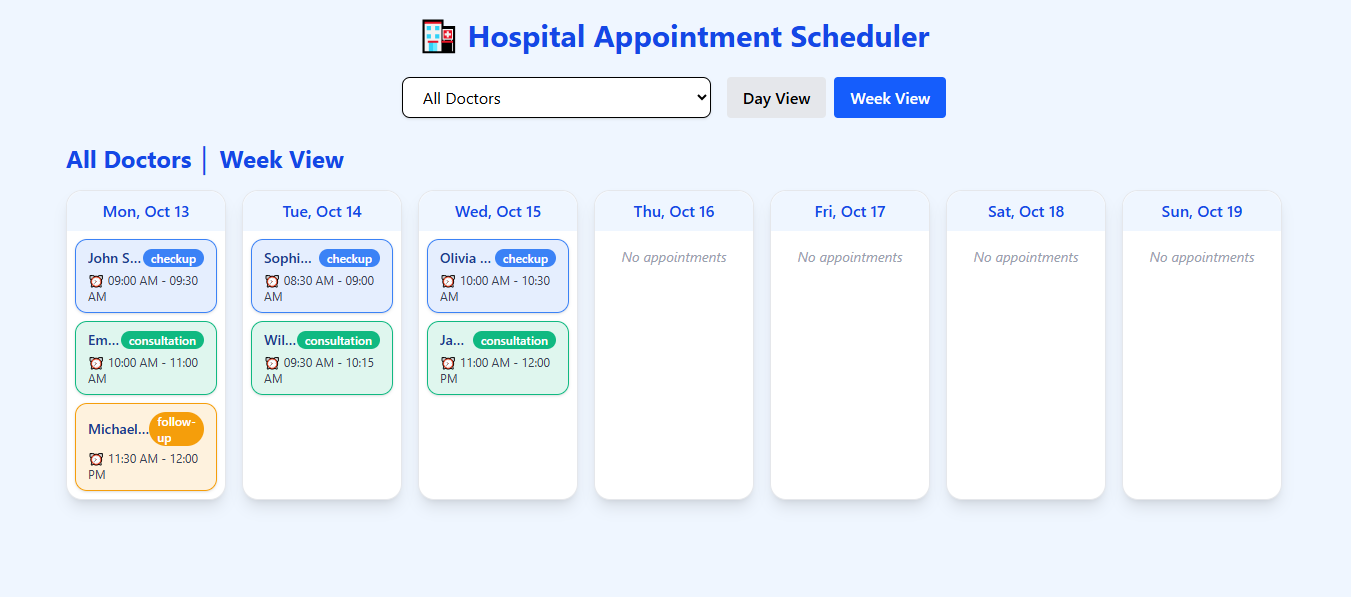 Hospital Appointment Scheduler
All Doctors
Day View
Week View
All Doctors | Week View
Mon, Oct 13
John S...
checkup
09:00 AM - 09:30
AM
Em...
consultation
10:00 AM - 11:00
AM
Michael...
follow-
up
11:30 AM - 12:00
PM
Tue, Oct 14
Sophi...
checkup
08:30 AM - 09:00
AM
Wil...
consultation
09:30 AM - 10:15
AM
Wed, Oct 15
Olivia ...
checkup
10:00 AM - 10:30
AM
Ja...
consultation
11:00 AM - 12:00
PM
Thu, Oct 16
No appointments
Fri, Oct 17
No appointments
Sat, Oct 18
No appointments
Sun, Oct 19
No appointments